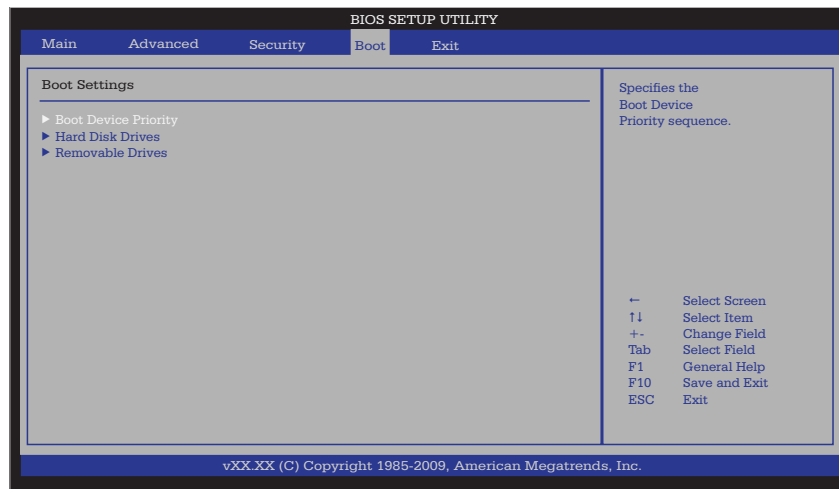 BIOS SETUP UTILITY
Main Advanced Security Boot Exit
Boot Settings
▶ Boot Device Priority
▶ Hard Disk Drives
▶ Removable Drives
Specifies the
Boot Device
Priority sequence.
← Select Screen
↑↓ Select Item
+- Change Field
Tab Select Field
F1 General Help
F10 Save and Exit
ESC Exit
vXX.XX (C) Copyright 1985-2009, American Megatrends, Inc.